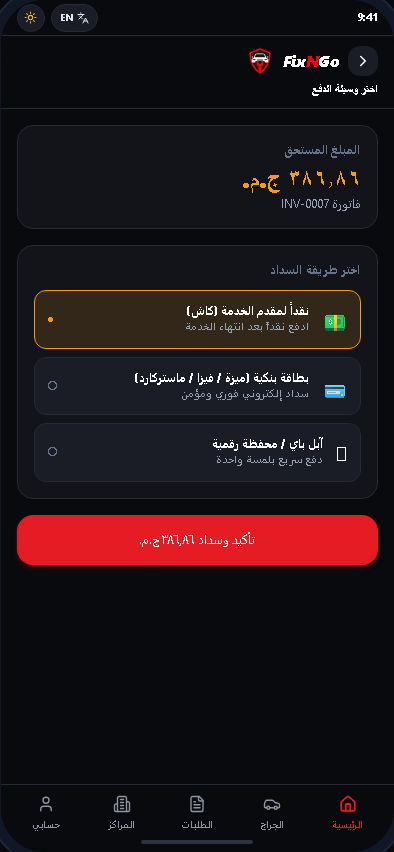 9:41
EN
FixNGo
اختر وسيلة الدفع
المبلغ المستحق
٣٨٦,٨٦ ج.م.
فاتورة INV-0007
اختر طريقة السداد
نقداً لمقدم الخدمة (كاش)
ادفع نقداً بعد انتهاء الخدمة
بطاقة بنكية (ميزة / فيزا / ماستركارد)
سداد إلكتروني فوري ومؤمن
آبل باي / محفظة رقمية
دفع سريع بلمسة واحدة
تأكيد وسداد ٣٨٦,٨٦ ج.م.
الرئيسية
الجراج
الطلبات
المراكز
حسابي